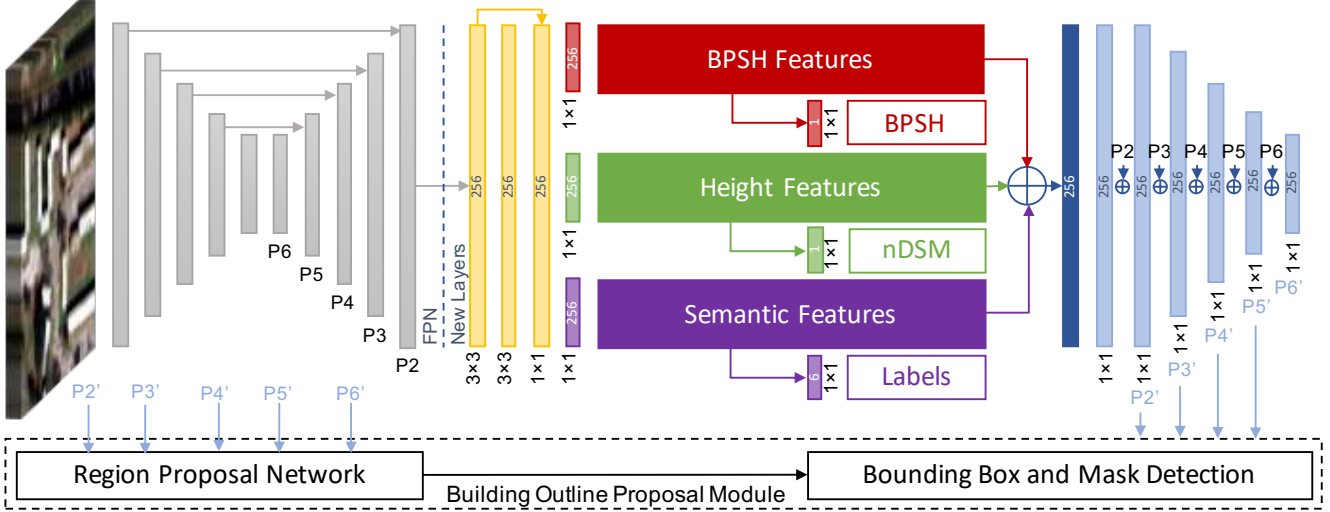 P6
P5
P4
P3
P2
FPN
New Layers
256
256
256
3×3
3×3
1×1
256
1×1
256
1×1
256
1×1
BPSH Features
1
1×1
BPSH
Height Features
1
1×1
nDSM
Semantic Features
6
1×1
Labels
256
256
256
256
256
256
256
P2
P3
P4
P5
P6
1×1
1×1
1×1
1×1
1×1
1×1
P2’
P3’
P4’
P5’
P6’
P2’
P3’
P4’
P5’
P6’
Region Proposal Network
Building Outline Proposal Module
Bounding Box and Mask Detection